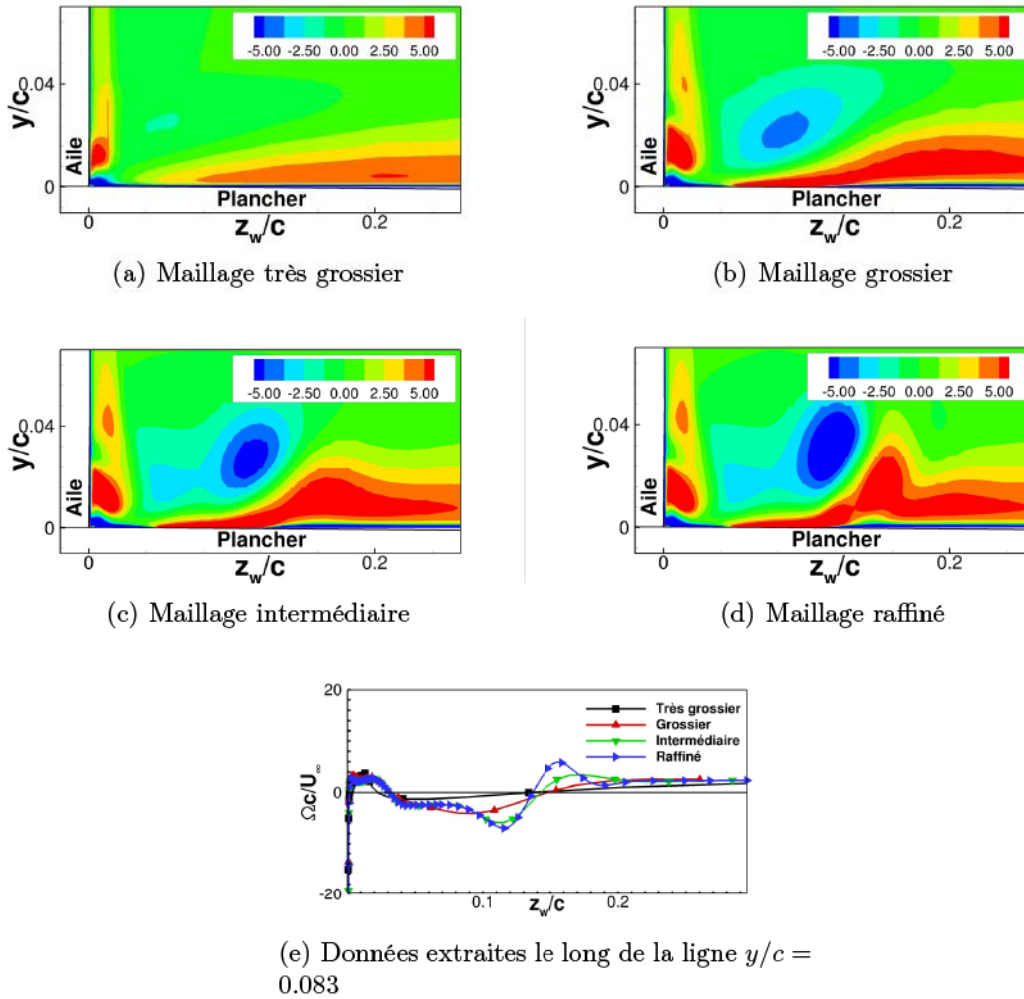 -5.00 -2.50 0.00 2.50 5.00
y/c
0.04
0
Aile
Plancher
0 0.2
z_w/c
(a) Maillage très grossier
-5.00 -2.50 0.00 2.50 5.00
y/c
0.04
0
Aile
Plancher
0 0.2
z_w/c
(b) Maillage grossier
-5.00 -2.50 0.00 2.50 5.00
y/c
0.04
0
Aile
Plancher
0 0.2
z_w/c
(c) Maillage intermédiaire
-5.00 -2.50 0.00 2.50 5.00
y/c
0.04
0
Aile
Plancher
0 0.2
z_w/c
(d) Maillage raffiné
20
0
-20
Ωc/U∞
Très grossier
Grossier
Intermédiaire
Raffiné
0.1 0.2
z_w/c
(e) Données extraites le long de la ligne y/c =
0.083